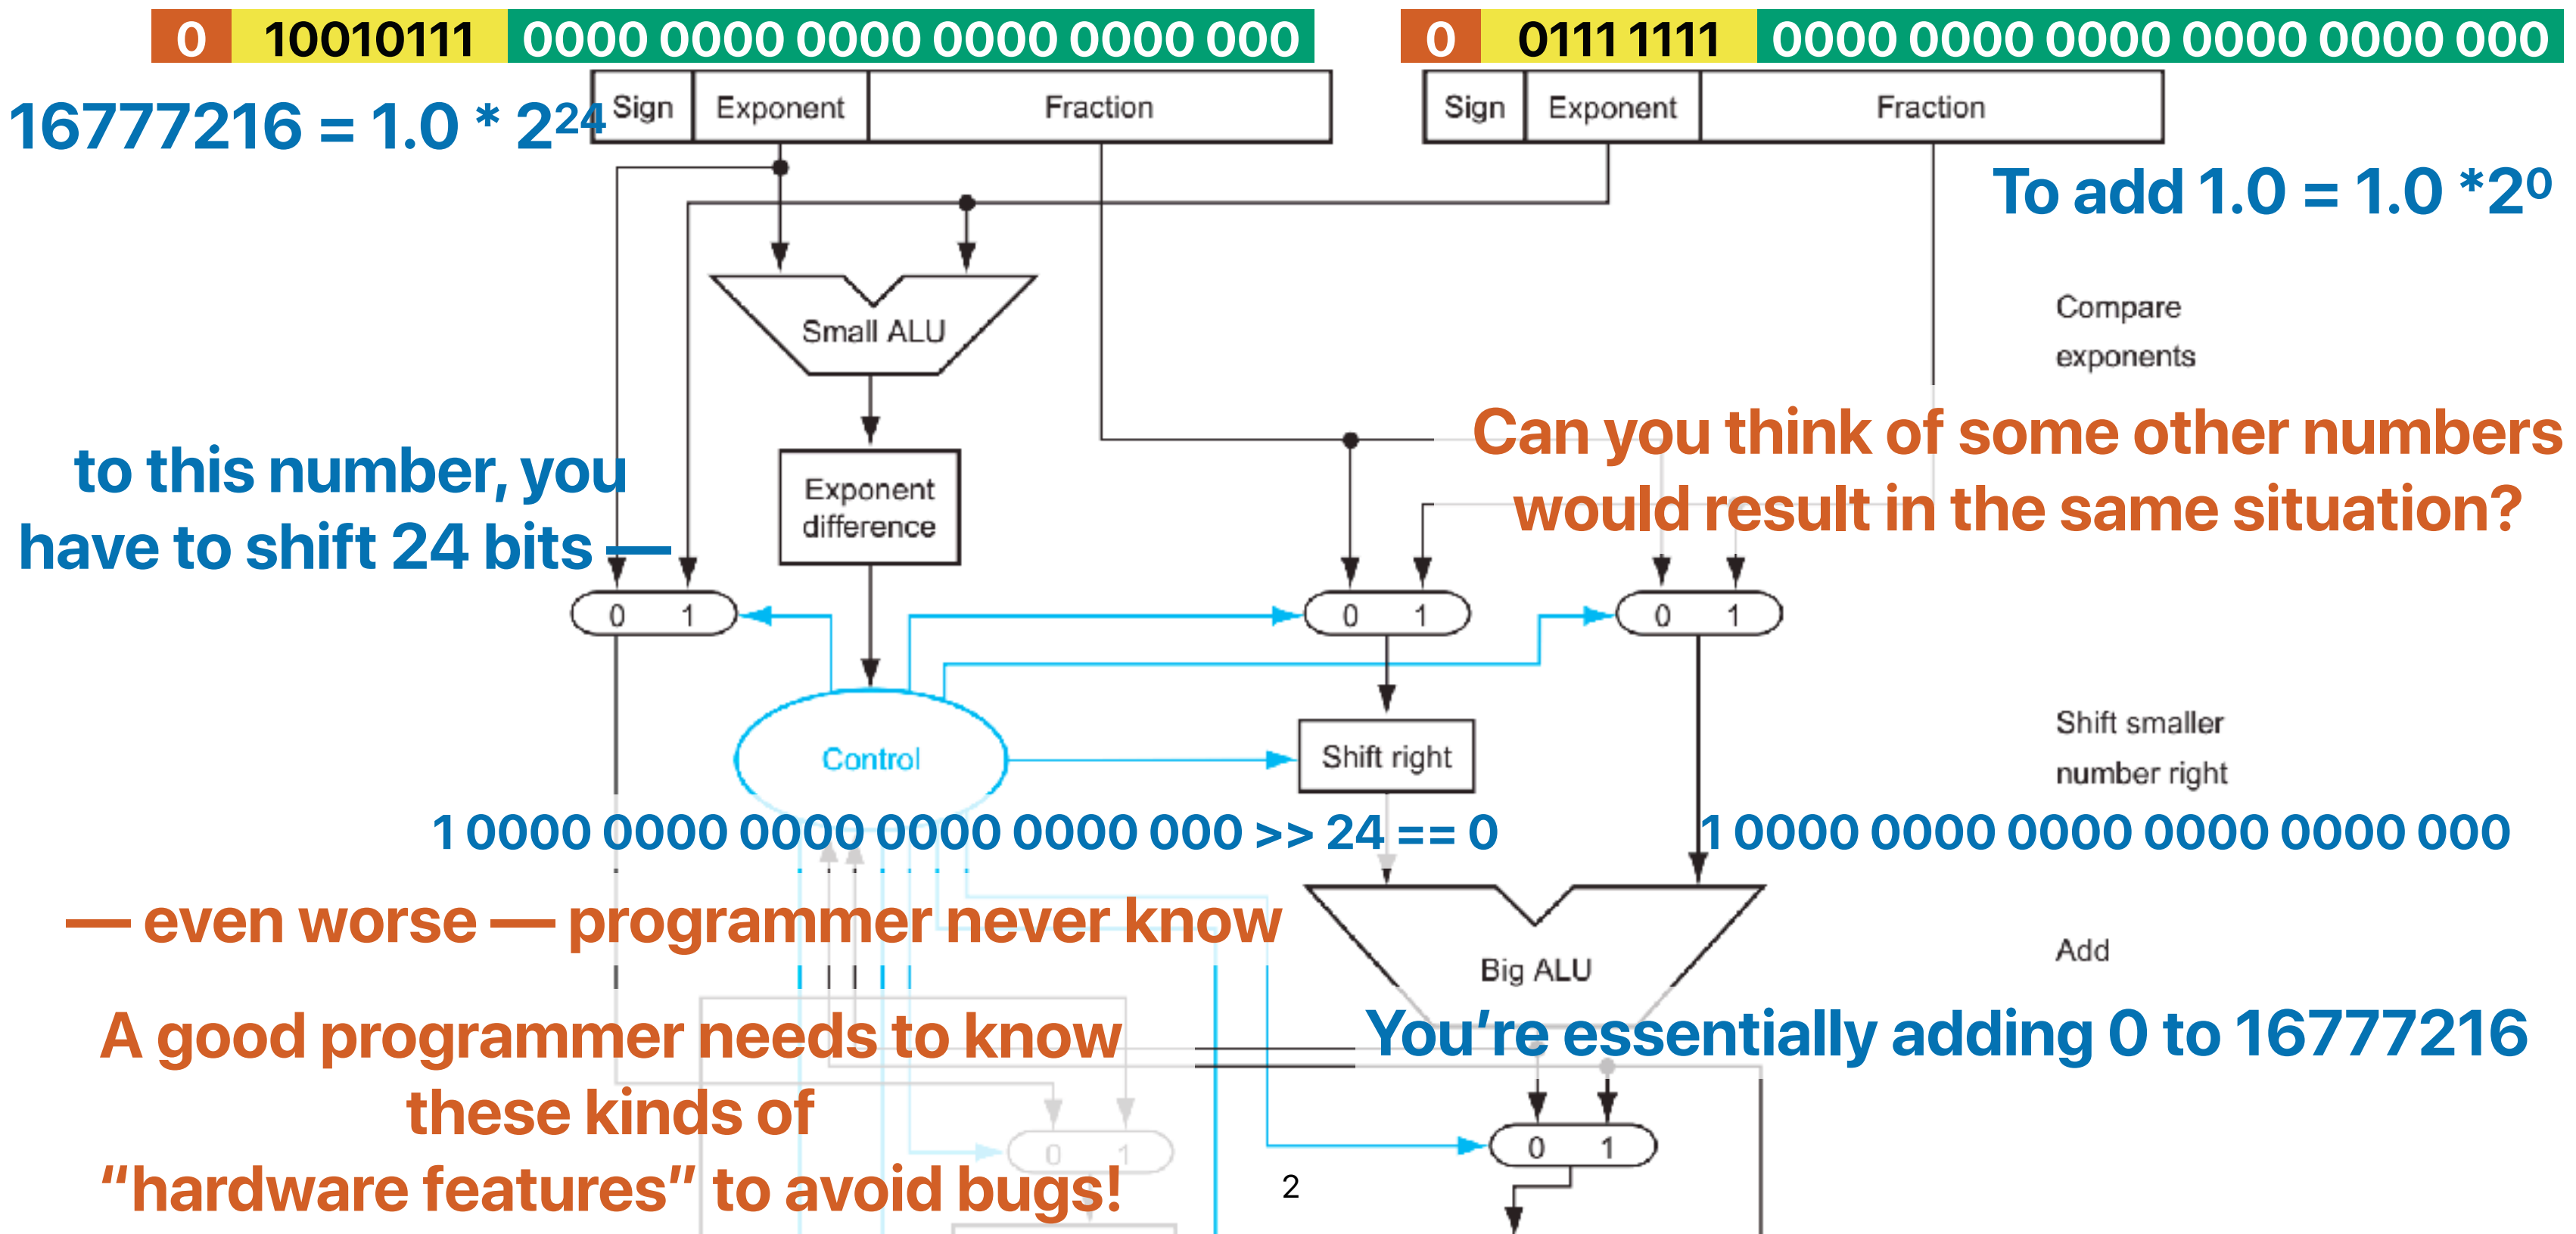 0 10010111 0000 0000 0000 0000 0000 000
0 0111 1111 0000 0000 0000 0000 0000 000
16777216 = 1.0 * 2²⁴
Sign Exponent Fraction
Sign Exponent Fraction
To add 1.0 = 1.0 *2⁰
Small ALU
Compare
exponents
to this number, you
have to shift 24 bits —
Exponent
difference
Can you think of some other numbers
would result in the same situation?
0 1
0 1
0 1
Control
Shift right
Shift smaller
number right
1 0000 0000 0000 0000 0000 000 >> 24 == 0
1 0000 0000 0000 0000 0000 000
— even worse — programmer never know
Big ALU
Add
A good programmer needs to know
these kinds of
“hardware features” to avoid bugs!
You’re essentially adding 0 to 16777216
0 1
0 1
2